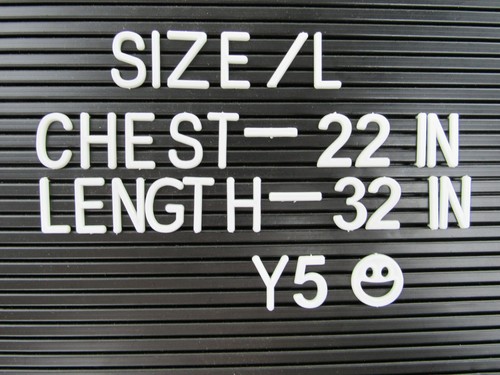 SIZE/L
CHEST-22 IN
LENGTH-32 IN
Y5